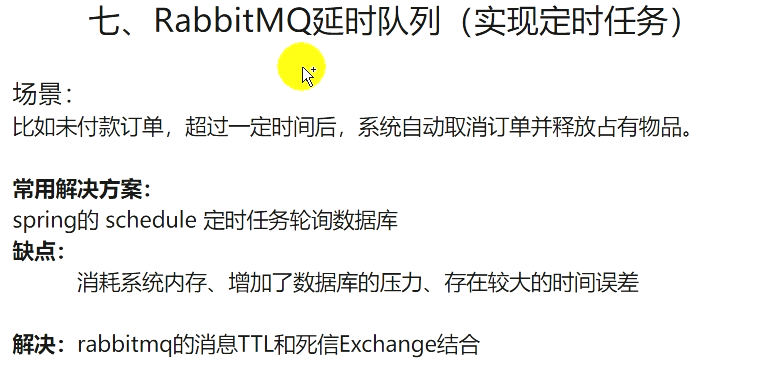 七、RabbitMQ延时队列（实现定时任务）
场景：
比如未付款订单，超过一定时间后，系统自动取消订单并释放占有物品。
常用解决方案：
spring的 schedule 定时任务轮询数据库
缺点：
消耗系统内存、增加了数据库的压力、存在较大的时间误差
解决：rabbitmq的消息TTL和死信Exchange结合